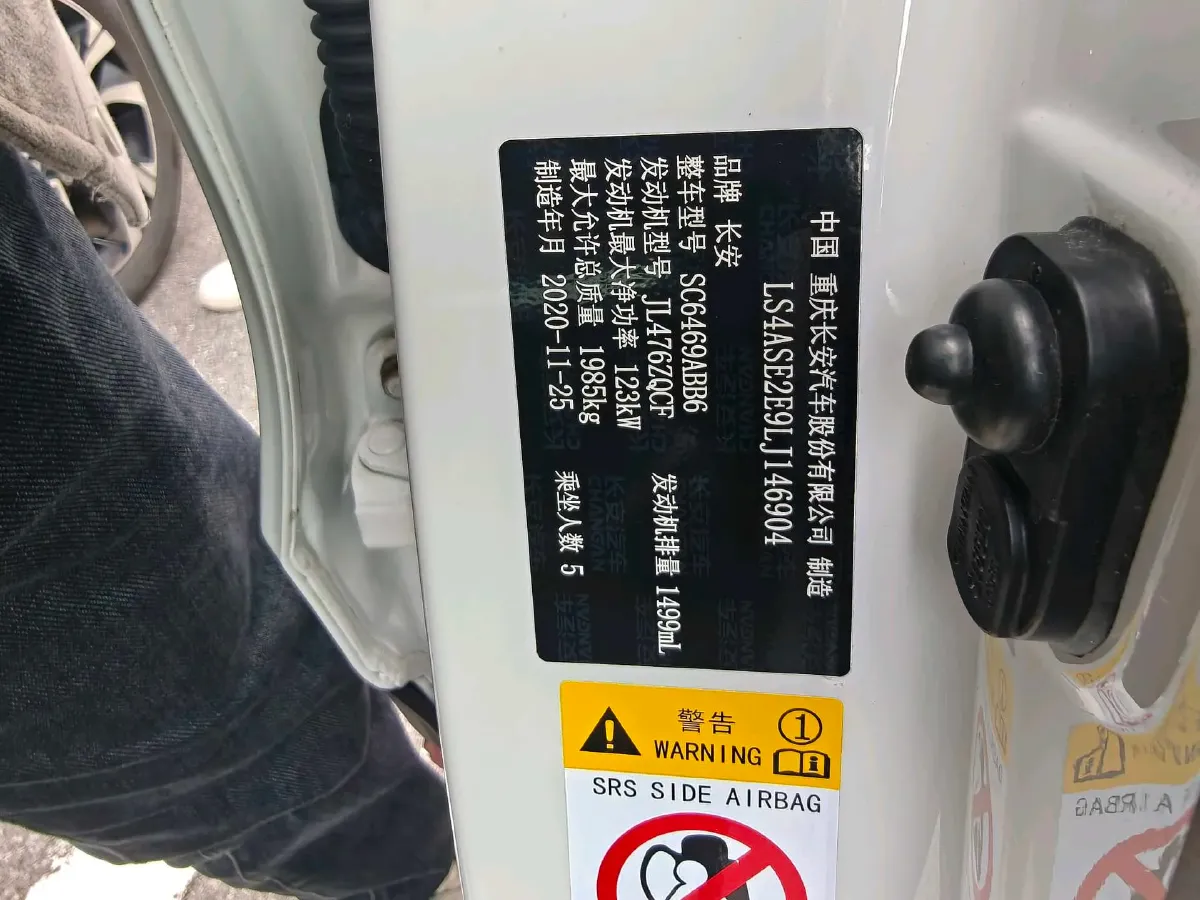 中国 重庆长安汽车股份有限公司 制造
LS4ASE2E9LJ146904
品牌 长安
整车型号 SC6469ABB6
发动机型号 JL476ZQCF 发动机排量 1499mL
发动机最大净功率 123kW
最大允许总质量 1985kg
制造年月 2020-11-25 乘坐人数 5
警告 ①
WARNING
SRS SIDE AIRBAG